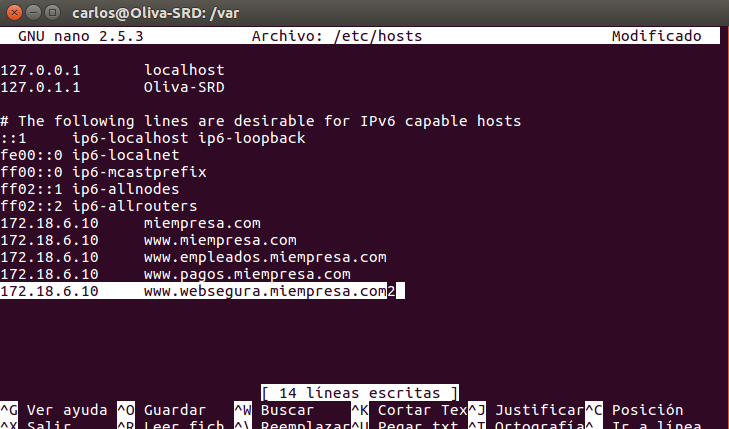 carlos@Oliva-SRD: /var
GNU nano 2.5.3 Archivo: /etc/hosts Modificado
127.0.0.1 localhost
127.0.1.1 Oliva-SRD
# The following lines are desirable for IPv6 capable hosts
::1 ip6-localhost ip6-loopback
fe00::0 ip6-localnet
ff00::0 ip6-mcastprefix
ff02::1 ip6-allnodes
ff02::2 ip6-allrouters
172.18.6.10 miempresa.com
172.18.6.10 www.miempresa.com
172.18.6.10 www.empleados.miempresa.com
172.18.6.10 www.pagos.miempresa.com
172.18.6.10 www.websegura.miempresa.com2
[ 14 líneas escritas ]
^G Ver ayuda ^O Guardar ^W Buscar ^K Cortar Tex^J Justificar^C Posición
^X Salir ^R Leer fich ^\ Reemplazar^U Pegar txt ^T Ortografía^_ Ir a línea